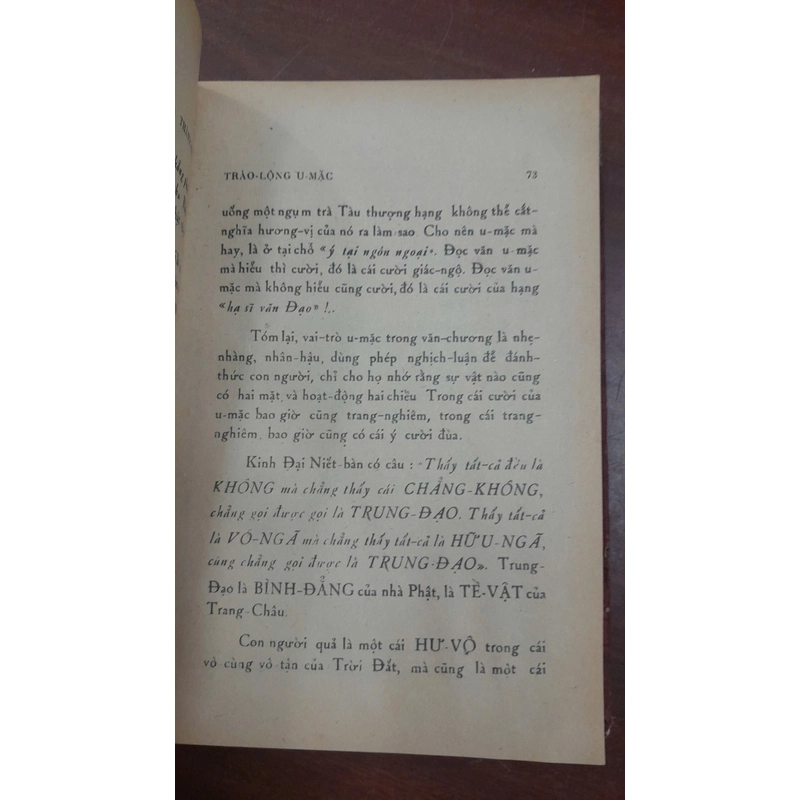 TRÀO-LỘNG U-MẶC 73
uống một ngụm trà Tàu thượng hạng không thể cắt-
nghĩa hương-vị của nó ra làm sao Cho nên u-mặc mà
hay, là ở tại chỗ «ý tại ngôn ngoại». Đọc văn u-mặc
mà hiểu thì cười, đó là cái cười giác-ngộ. Đọc văn u-
mặc mà không hiểu cũng cười, đó là cái cười của hạng
«hạ sĩ văn Đạo» !..
Tóm lại, vai-trò u-mặc trong văn-chương là nhẹ-
nhàng, nhân-hậu, dùng phép nghịch-luận để đánh-
thức con người, chỉ cho họ nhớ rằng sự vật nào cũng
có hai mặt, và hoạt-động hai chiều Trong cái cười của
u-mặc bao giờ cũng trang-nghiêm, trong cái trang-
nghiêm, bao giờ cũng có cái ý cười đùa.
Kinh Đại Niết-bàn có câu : «Thấy tất-cả đều là
KHÔNG mà chẳng thấy cái CHẲNG-KHÔNG,
chẳng gọi được gọi là TRUNG-ĐẠO. Thấy tất-cả
là VÔ-NGÃ mà chẳng thấy tất-cả là HỮU-NGÃ,
cũng chẳng gọi được là TRUNG-ĐẠO». Trung-
Đạo là BÌNH-ĐẲNG của nhà Phật, là TỀ-VẬT của
Trang-Châu.
Con người quả là một cái HƯ-VÔ trong cái
vô cùng vô tận của Trời Đất, mà cũng là một cái